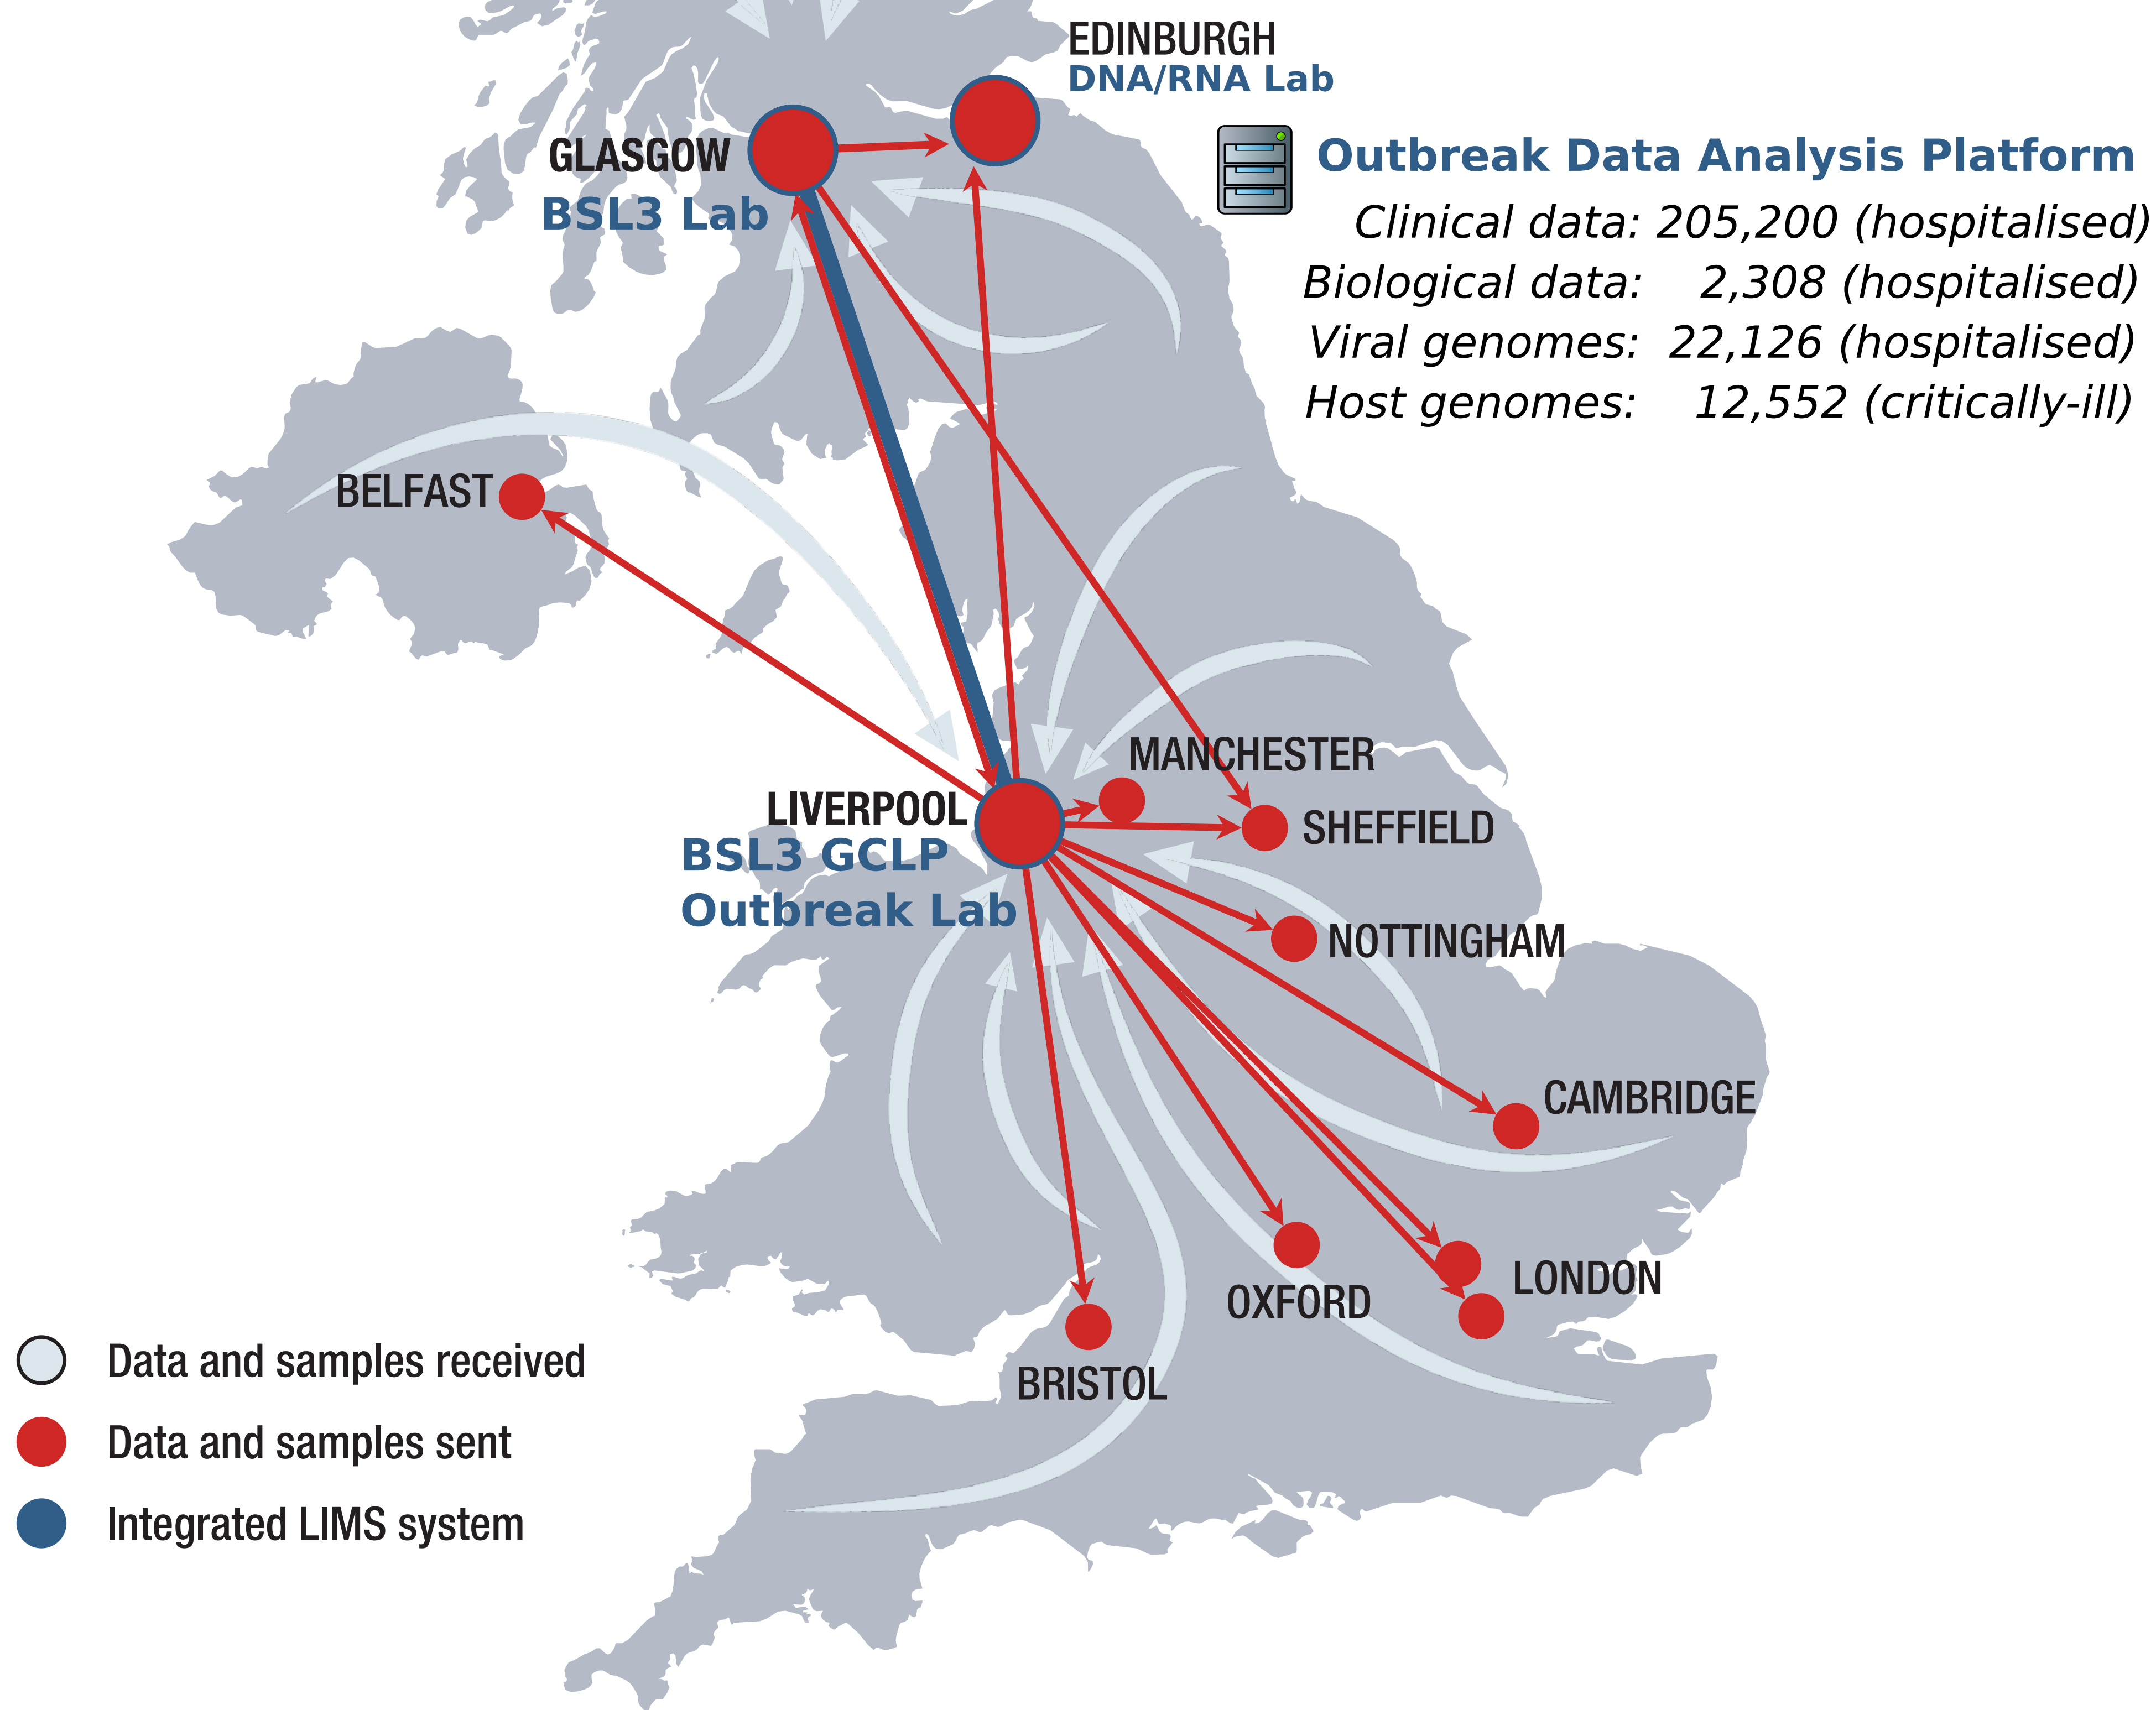 EDINBURGH
DNA/RNA Lab
GLASGOW
BSL3 Lab
Outbreak Data Analysis Platform
Clinical data: 205,200 (hospitalised)
Biological data: 2,308 (hospitalised)
Viral genomes: 22,126 (hospitalised)
Host genomes: 12,552 (critically-ill)
BELFAST
MANCHESTER
LIVERPOOL
BSL3 GCLP
Outbreak Lab
SHEFFIELD
NOTTINGHAM
CAMBRIDGE
LONDON
OXFORD
BRISTOL
Data and samples received
Data and samples sent
Integrated LIMS system